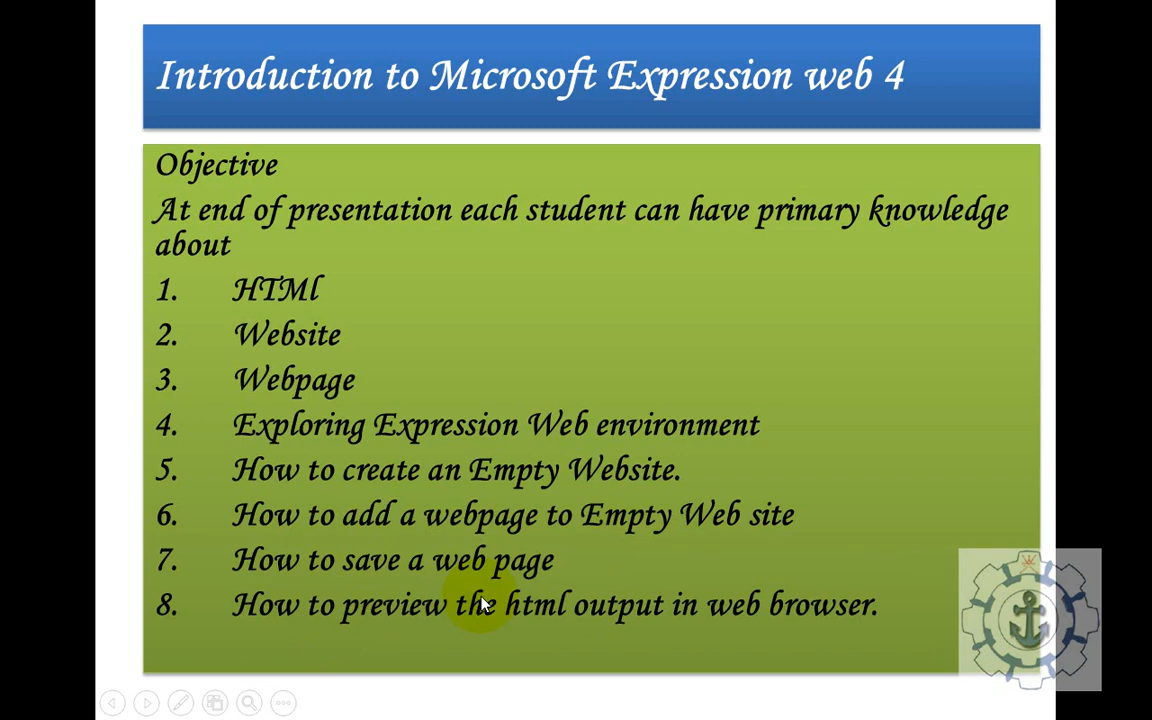 Introduction to Microsoft Expression web 4
Objective
At end of presentation each student can have primary knowledge
about
1. HTMl
2. Website
3. Webpage
4. Exploring Expression Web environment
5. How to create an Empty Website.
6. How to add a webpage to Empty Web site
7. How to save a web page
8. How to preview the html output in web browser.